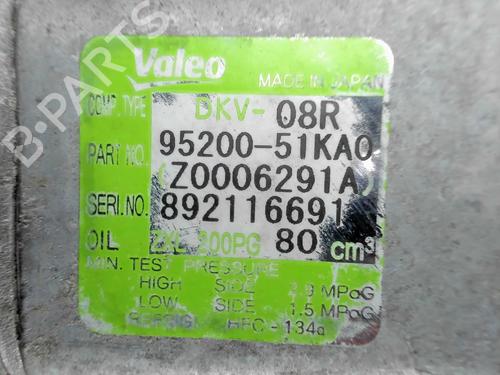 Valeo
MADE IN JAPAN
COMP. TYPE DKV-08R
PART NO. 95200-51KA0
(Z0006291A)
SERI.NO. 892116691
OIL 800PG 80 cm³
MIN. TEST PRESSURE
HIGH SIDE MPaG
LOW SIDE 1.5 MPaG
HFC-134a
B-PARTS